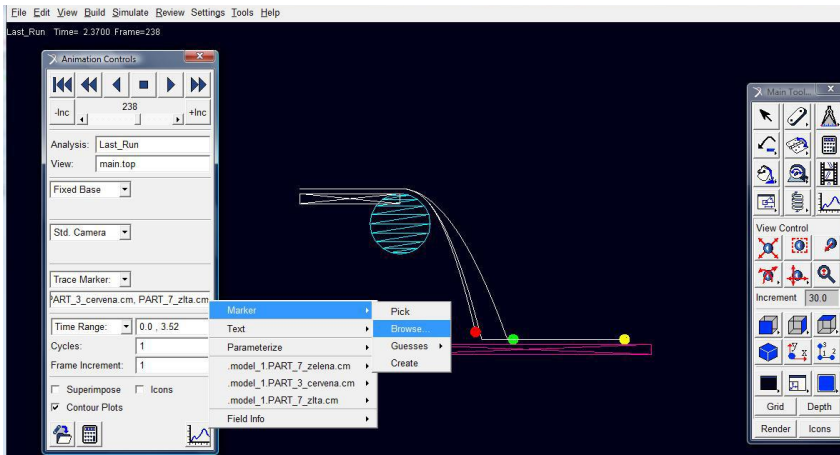 File Edit View Build Simulate Review Settings Tools Help
Last_Run Time= 2.3700 Frame=238
Animation Controls
238
-Inc
+Inc
Analysis: Last_Run
View: main.top
Fixed Base
Std. Camera
Trace Marker:
PART_3_cervena.cm, PART_7_zlta.cm
Time Range: 0.0 , 3.52
Cycles: 1
Frame Increment: 1
Superimpose Icons
Contour Plots
Marker
Text
Parameterize
.model_1.PART_7_zelena.cm
.model_1.PART_3_cervena.cm
.model_1.PART_7_zlta.cm
Field Info
Pick
Browse...
Guesses
Create
Main Tool...
View Control
Increment 30.0
Grid Depth
Render Icons